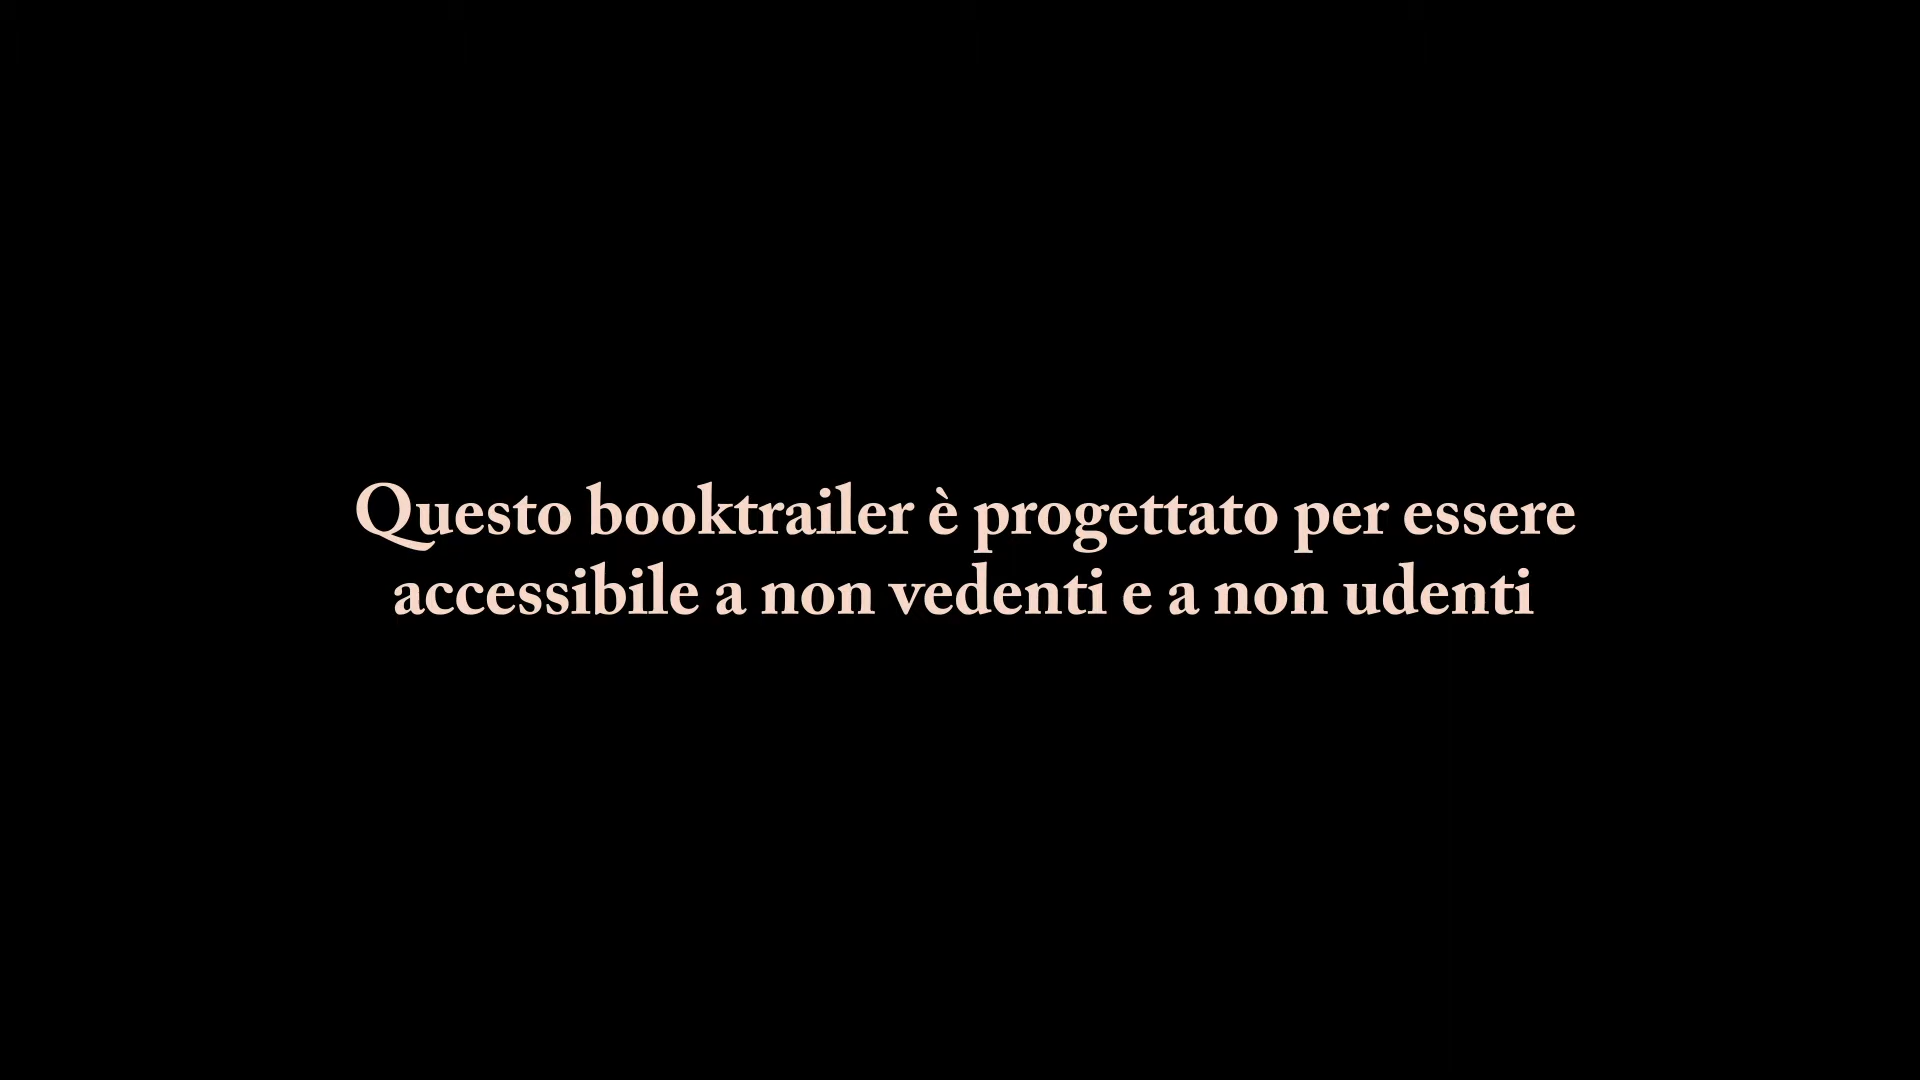 Questo booktrailer è progettato per essere
accessibile a non vedenti e a non udenti